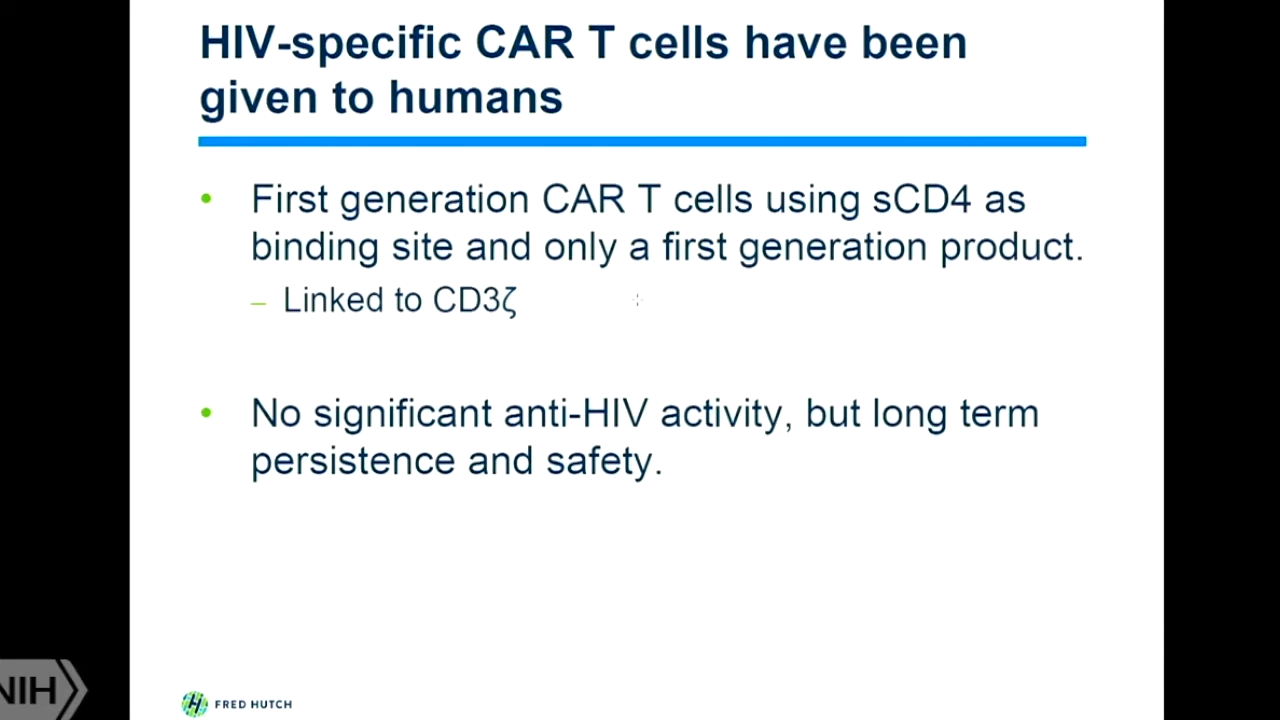 HIV-specific CAR T cells have been
given to humans
• First generation CAR T cells using sCD4 as
binding site and only a first generation product.
– Linked to CD3ζ
• No significant anti-HIV activity, but long term
persistence and safety.
NIH
FRED HUTCH